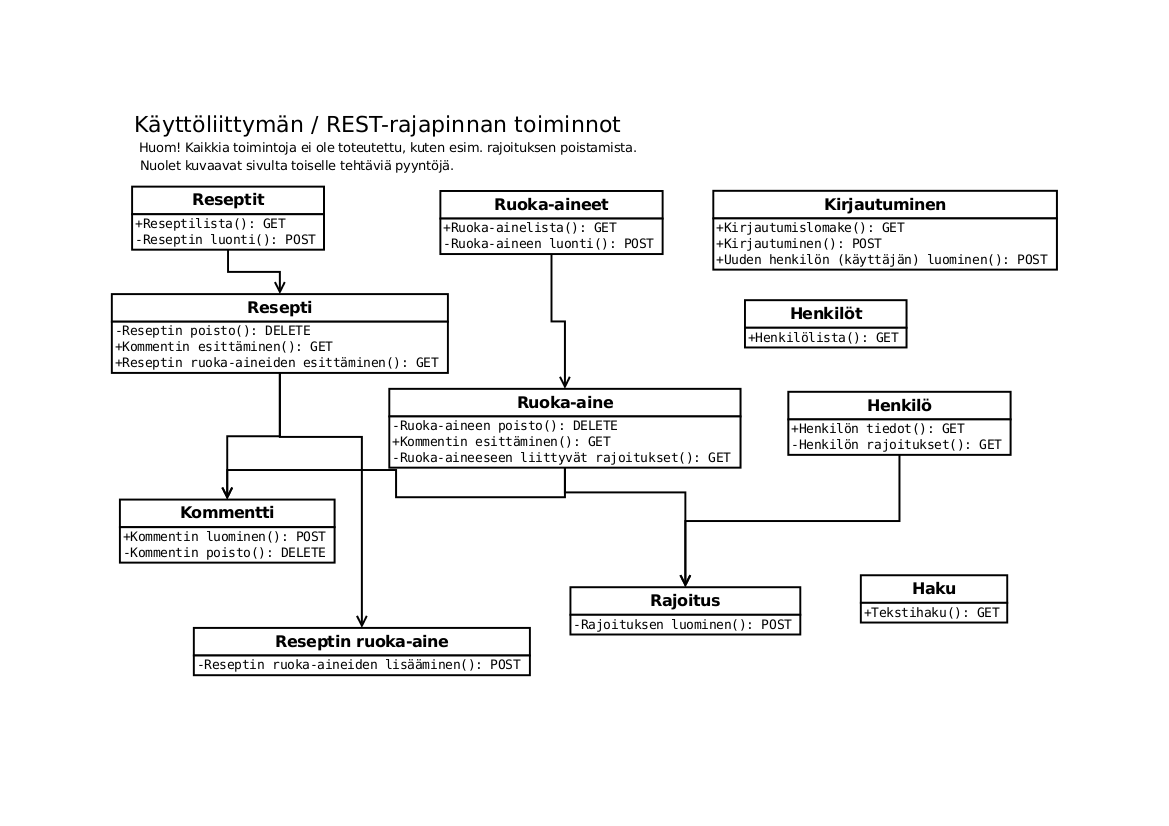 Käyttöliittymän / REST-rajapinnan toiminnot
Huom! Kaikkia toimintoja ei ole toteutettu, kuten esim. rajoituksen poistamista.
Nuolet kuvaavat sivulta toiselle tehtäviä pyyntöjä.
Reseptit
+Reseptilista(): GET
-Reseptin luonti(): POST
Ruoka-aineet
+Ruoka-ainelista(): GET
-Ruoka-aineen luonti(): POST
Kirjautuminen
+Kirjautumislomake(): GET
+Kirjautuminen(): POST
+Uuden henkilön (käyttäjän) luominen(): POST
Resepti
-Reseptin poisto(): DELETE
+Kommentin esittäminen(): GET
+Reseptin ruoka-aineiden esittäminen(): GET
Henkilöt
+Henkilölista(): GET
Ruoka-aine
-Ruoka-aineen poisto(): DELETE
+Kommentin esittäminen(): GET
-Ruoka-aineeseen liittyvät rajoitukset(): GET
Henkilö
+Henkilön tiedot(): GET
-Henkilön rajoitukset(): GET
Kommentti
+Kommentin luominen(): POST
-Kommentin poisto(): DELETE
Rajoitus
-Rajoituksen luominen(): POST
Haku
+Tekstihaku(): GET
Reseptin ruoka-aine
-Reseptin ruoka-aineiden lisääminen(): POST